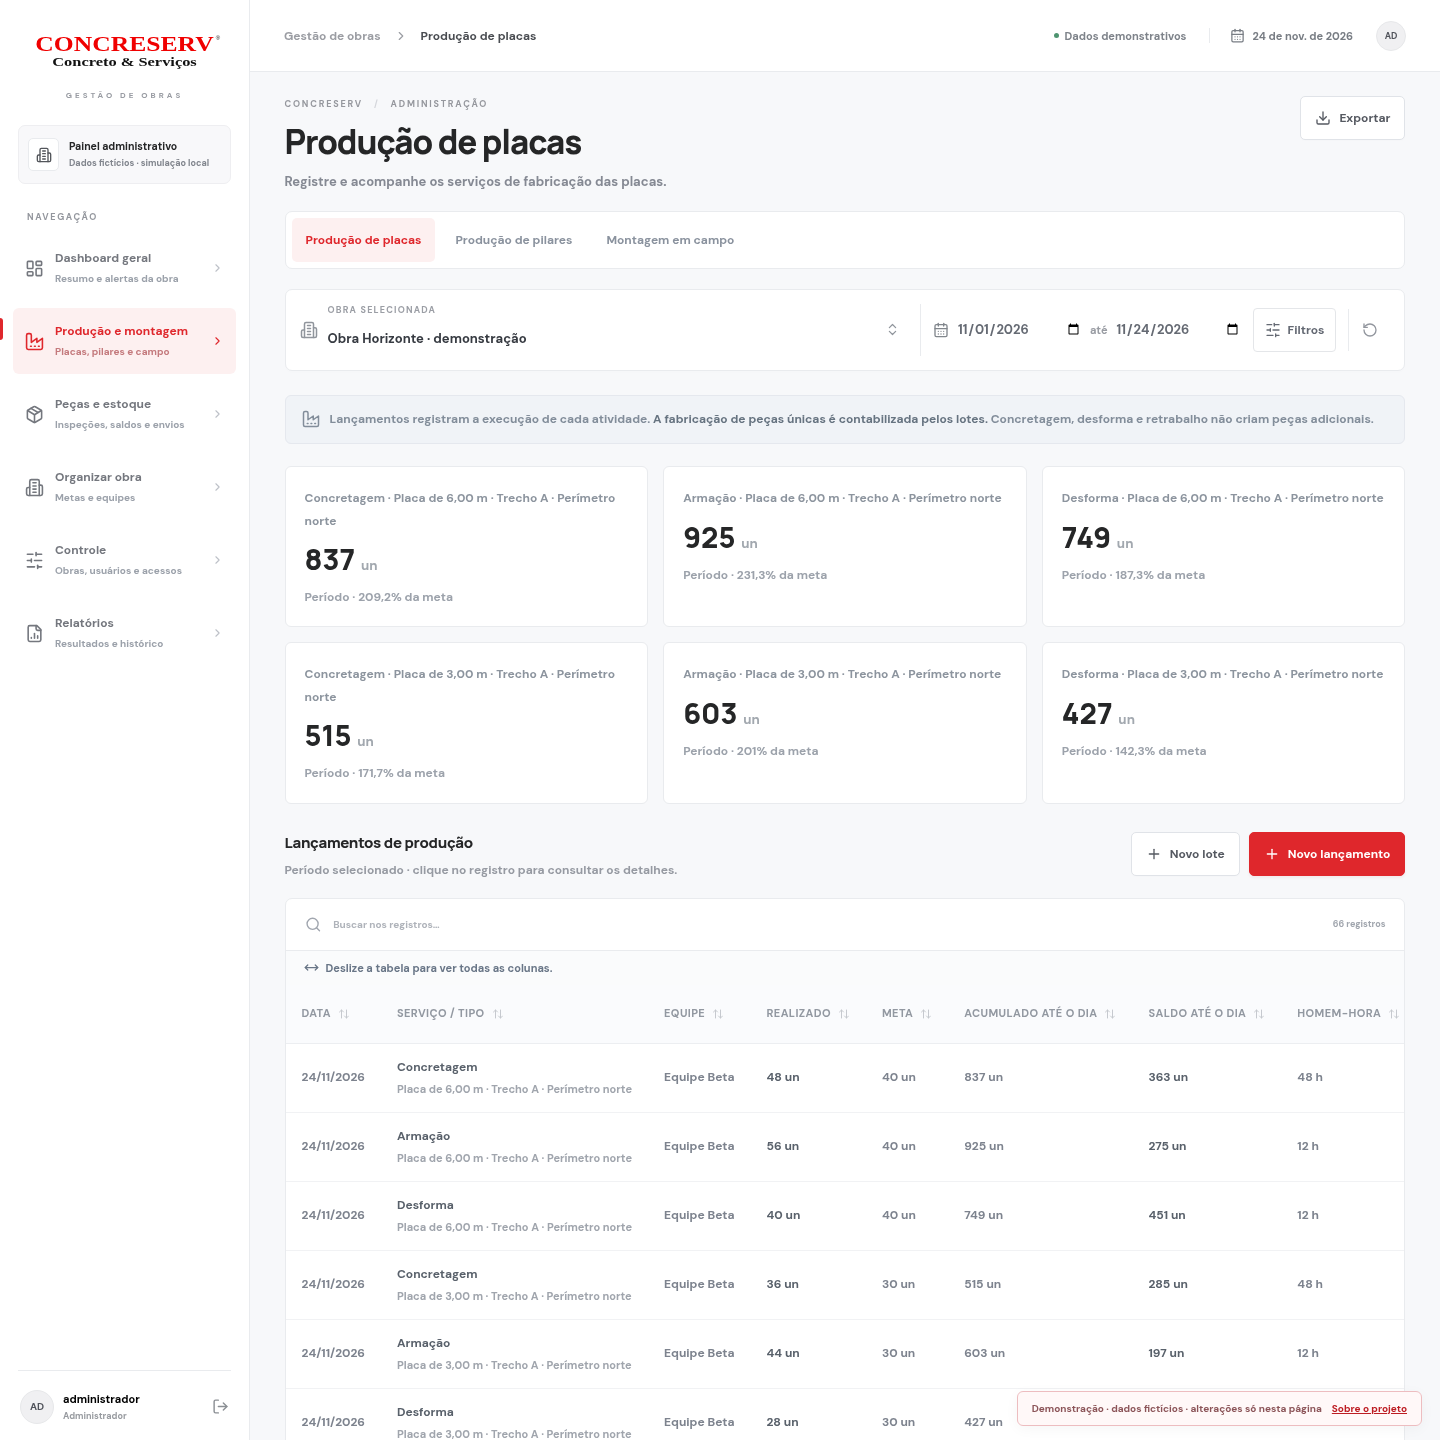 CONCRESERV®
Concreto & Serviços
GESTÃO DE OBRAS
Painel administrativo
Dados fictícios · simulação local
NAVEGAÇÃO
Dashboard geral
Resumo e alertas da obra
Produção e montagem
Placas, pilares e campo
Peças e estoque
Inspeções, saldos e envios
Organizar obra
Metas e equipes
Controle
Obras, usuários e acessos
Relatórios
Resultados e histórico
AD
administrador
Administrador
Gestão de obras > Produção de placas
Dados demonstrativos
24 de nov. de 2026
AD
CONCRESERV / ADMINISTRAÇÃO
Produção de placas
Registre e acompanhe os serviços de fabricação das placas.
Exportar
Produção de placas Produção de pilares Montagem em campo
OBRA SELECIONADA
Obra Horizonte · demonstração
11/01/2026 até 11/24/2026
Filtros
Lançamentos registram a execução de cada atividade. A fabricação de peças únicas é contabilizada pelos lotes. Concretagem, desforma e retrabalho não criam peças adicionais.
Concretagem · Placa de 6,00 m · Trecho A · Perímetro
norte
837 un
Período · 209,2% da meta
Armação · Placa de 6,00 m · Trecho A · Perímetro norte
925 un
Período · 231,3% da meta
Desforma · Placa de 6,00 m · Trecho A · Perímetro norte
749 un
Período · 187,3% da meta
Concretagem · Placa de 3,00 m · Trecho A · Perímetro
norte
515 un
Período · 171,7% da meta
Armação · Placa de 3,00 m · Trecho A · Perímetro norte
603 un
Período · 201% da meta
Desforma · Placa de 3,00 m · Trecho A · Perímetro norte
427 un
Período · 142,3% da meta
Lançamentos de produção
Período selecionado · clique no registro para consultar os detalhes.
Novo lote
Novo lançamento
Buscar nos registros...
66 registros
Deslize a tabela para ver todas as colunas.
DATA SERVIÇO / TIPO EQUIPE REALIZADO META ACUMULADO ATÉ O DIA SALDO ATÉ O DIA HOMEM-HORA
24/11/2026 Concretagem Equipe Beta 48 un 40 un 837 un 363 un 48 h
Placa de 6,00 m · Trecho A · Perímetro norte
24/11/2026 Armação Equipe Beta 56 un 40 un 925 un 275 un 12 h
Placa de 6,00 m · Trecho A · Perímetro norte
24/11/2026 Desforma Equipe Beta 40 un 40 un 749 un 451 un 12 h
Placa de 6,00 m · Trecho A · Perímetro norte
24/11/2026 Concretagem Equipe Beta 36 un 30 un 515 un 285 un 48 h
Placa de 3,00 m · Trecho A · Perímetro norte
24/11/2026 Armação Equipe Beta 44 un 30 un 603 un 197 un 12 h
Placa de 3,00 m · Trecho A · Perímetro norte
24/11/2026 Desforma Equipe Beta 28 un 30 un 427 un
Placa de 3,00 m · Trecho A · Perímetro norte
Demonstração · dados fictícios · alterações só nesta página Sobre o projeto